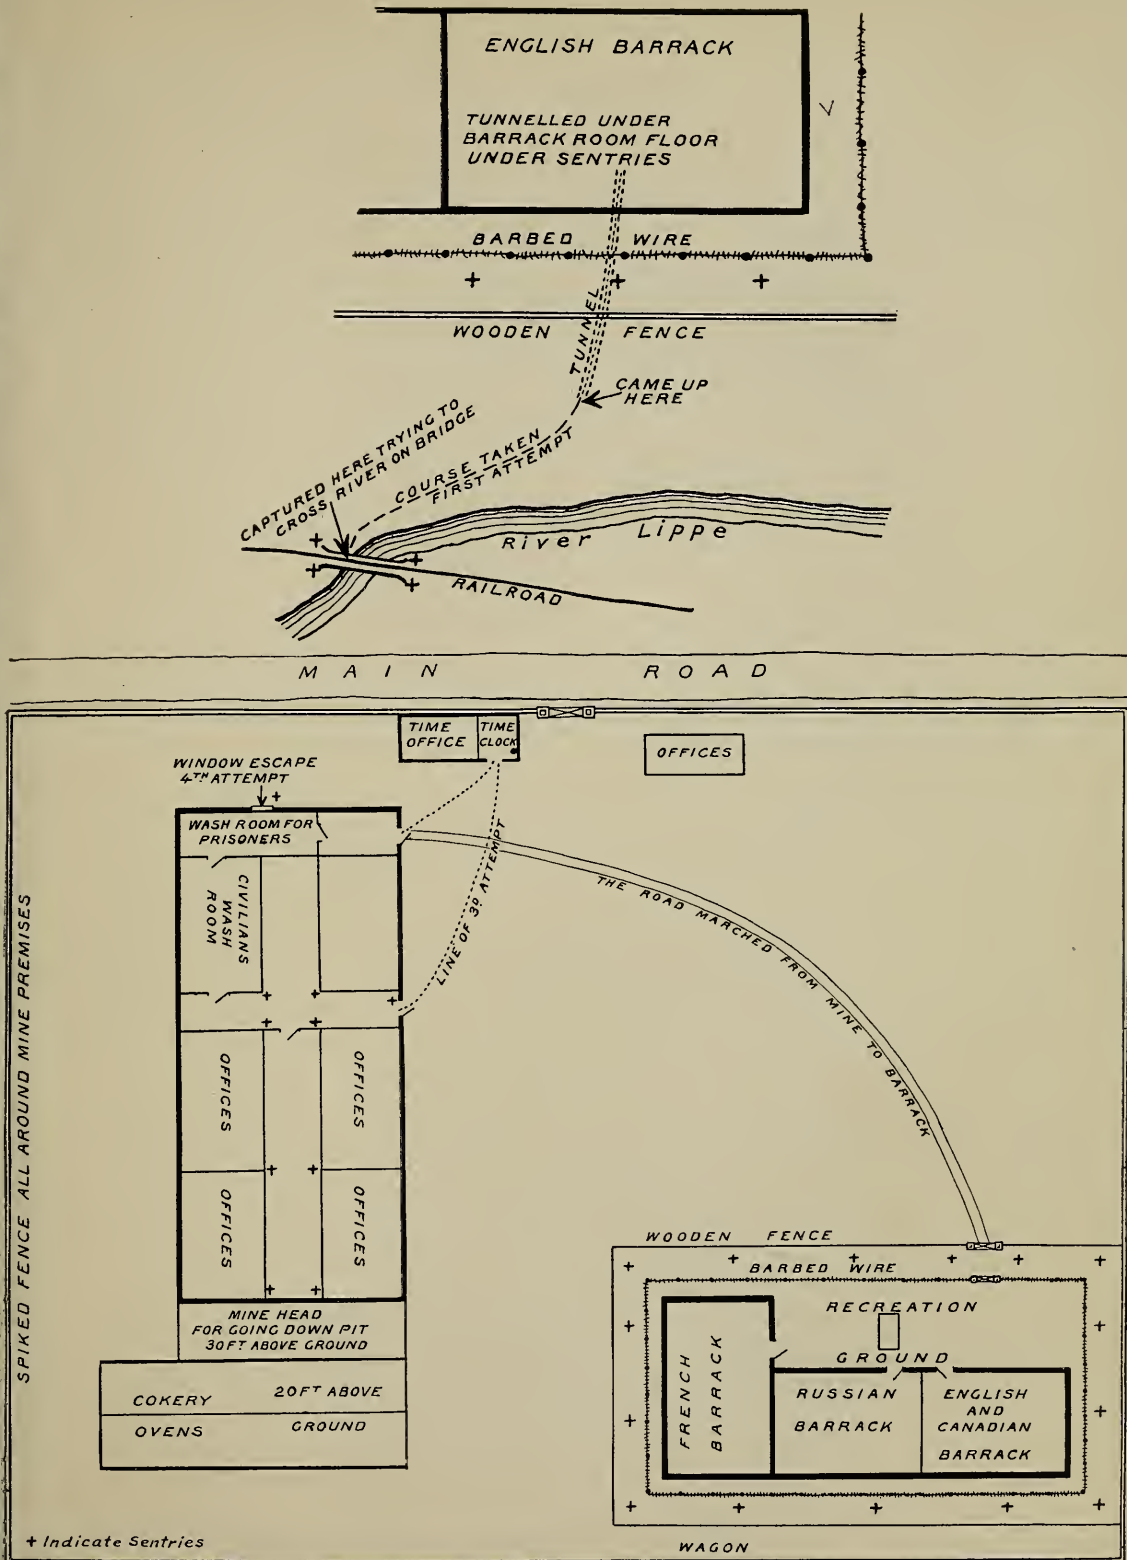 ENGLISH BARRACK
TUNNELLED UNDER
BARRACK ROOM FLOOR
UNDER SENTRIES
BARBED WIRE
TUNNEL
WOODEN FENCE
CAME UP
HERE
CAPTURED HERE TRYING TO
CROSS RIVER ON BRIDGE
COURSE TAKEN
FIRST ATTEMPT
River Lippe
RAILROAD
MAIN ROAD
TIME
OFFICE
TIME
CLOCK
OFFICES
WINDOW ESCAPE
4TH ATTEMPT
WASH ROOM FOR
PRISONERS
CIVILIANS
WASH
ROOM
LINE OF 3D ATTEMPT
THE ROAD MARCHED FROM MINE TO BARRACK
SPIKED FENCE ALL AROUND MINE PREMISES
OFFICES
OFFICES
OFFICES
OFFICES
MINE HEAD
FOR GOING DOWN PIT
30FT ABOVE GROUND
COKERY 20FT ABOVE
OVENS GROUND
WOODEN FENCE
BARBED WIRE
RECREATION
GROUND
FRENCH
BARRACK
RUSSIAN
BARRACK
ENGLISH
AND
CANADIAN
BARRACK
+ Indicate Sentries
WAGON